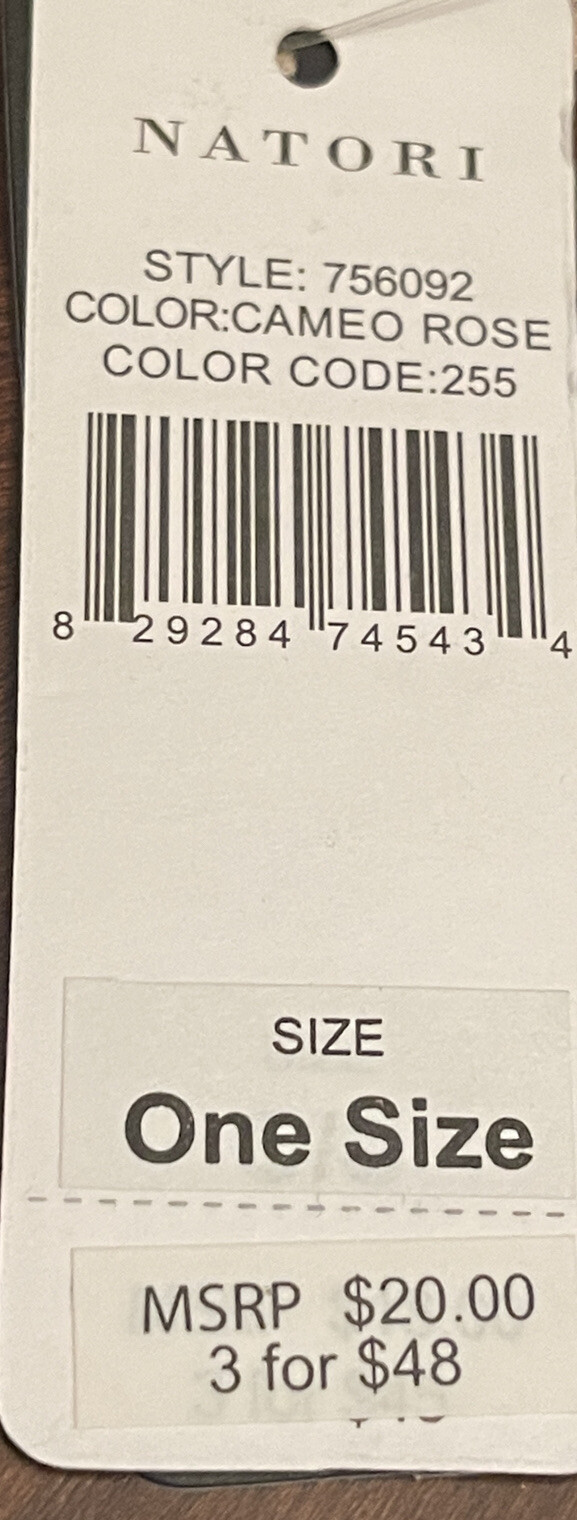 NATORI
STYLE: 756092
COLOR:CAMEO ROSE
COLOR CODE:255
8 29284 74543 4
SIZE
One Size
MSRP $20.00
3 for $48